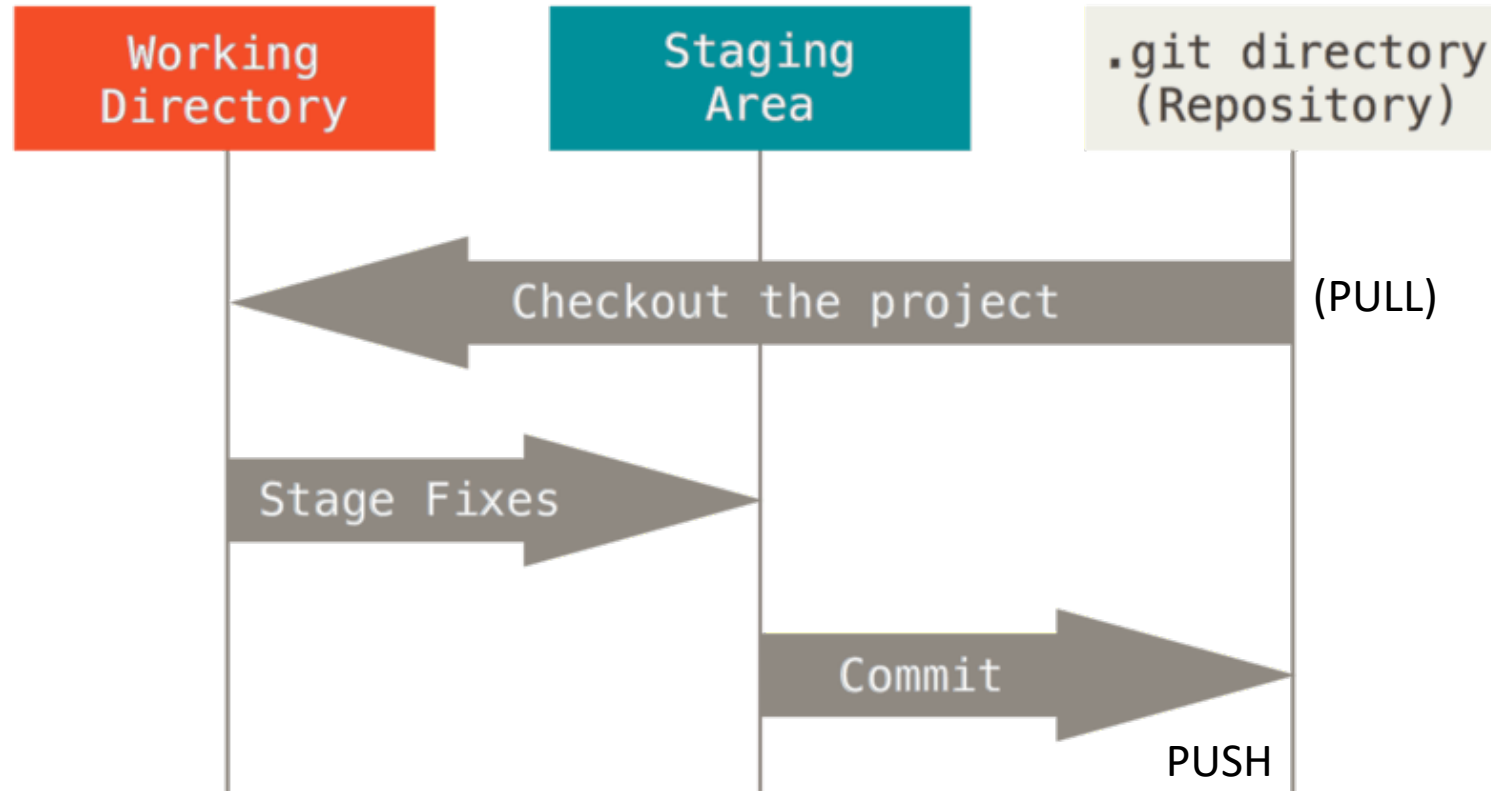 Working
Directory
Staging
Area
.git directory
(Repository)
Checkout the project
(PULL)
Stage Fixes
Commit
PUSH